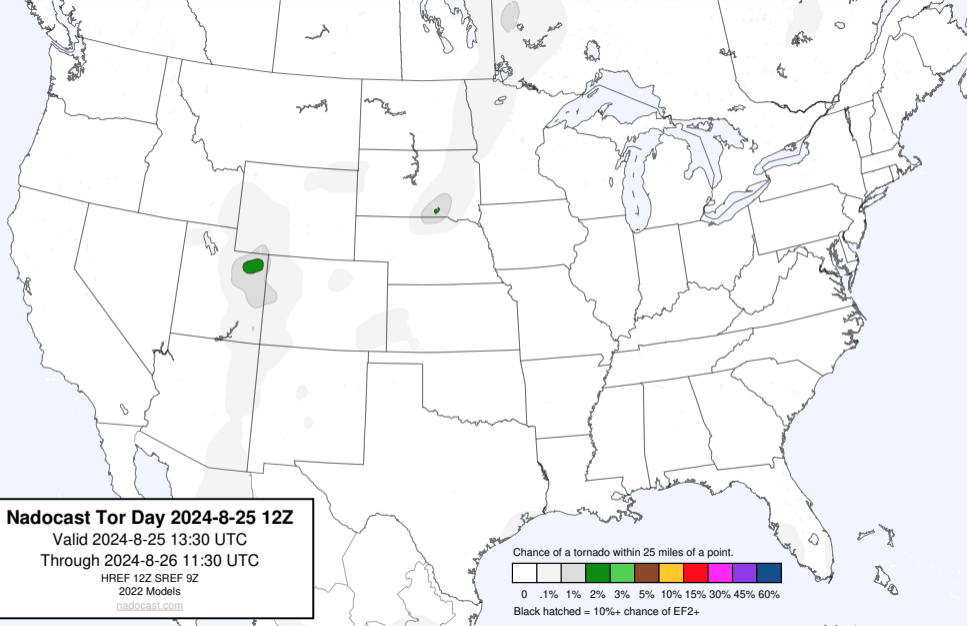 Nadocast Tor Day 2024-8-25 12Z
Valid 2024-8-25 13:30 UTC
Through 2024-8-26 11:30 UTC
HREF 12Z SREF 9Z
2022 Models
nadocast.com
Chance of a tornado within 25 miles of a point.
0 .1% 1% 2% 3% 5% 10% 15% 30% 45% 60%
Black hatched = 10%+ chance of EF2+